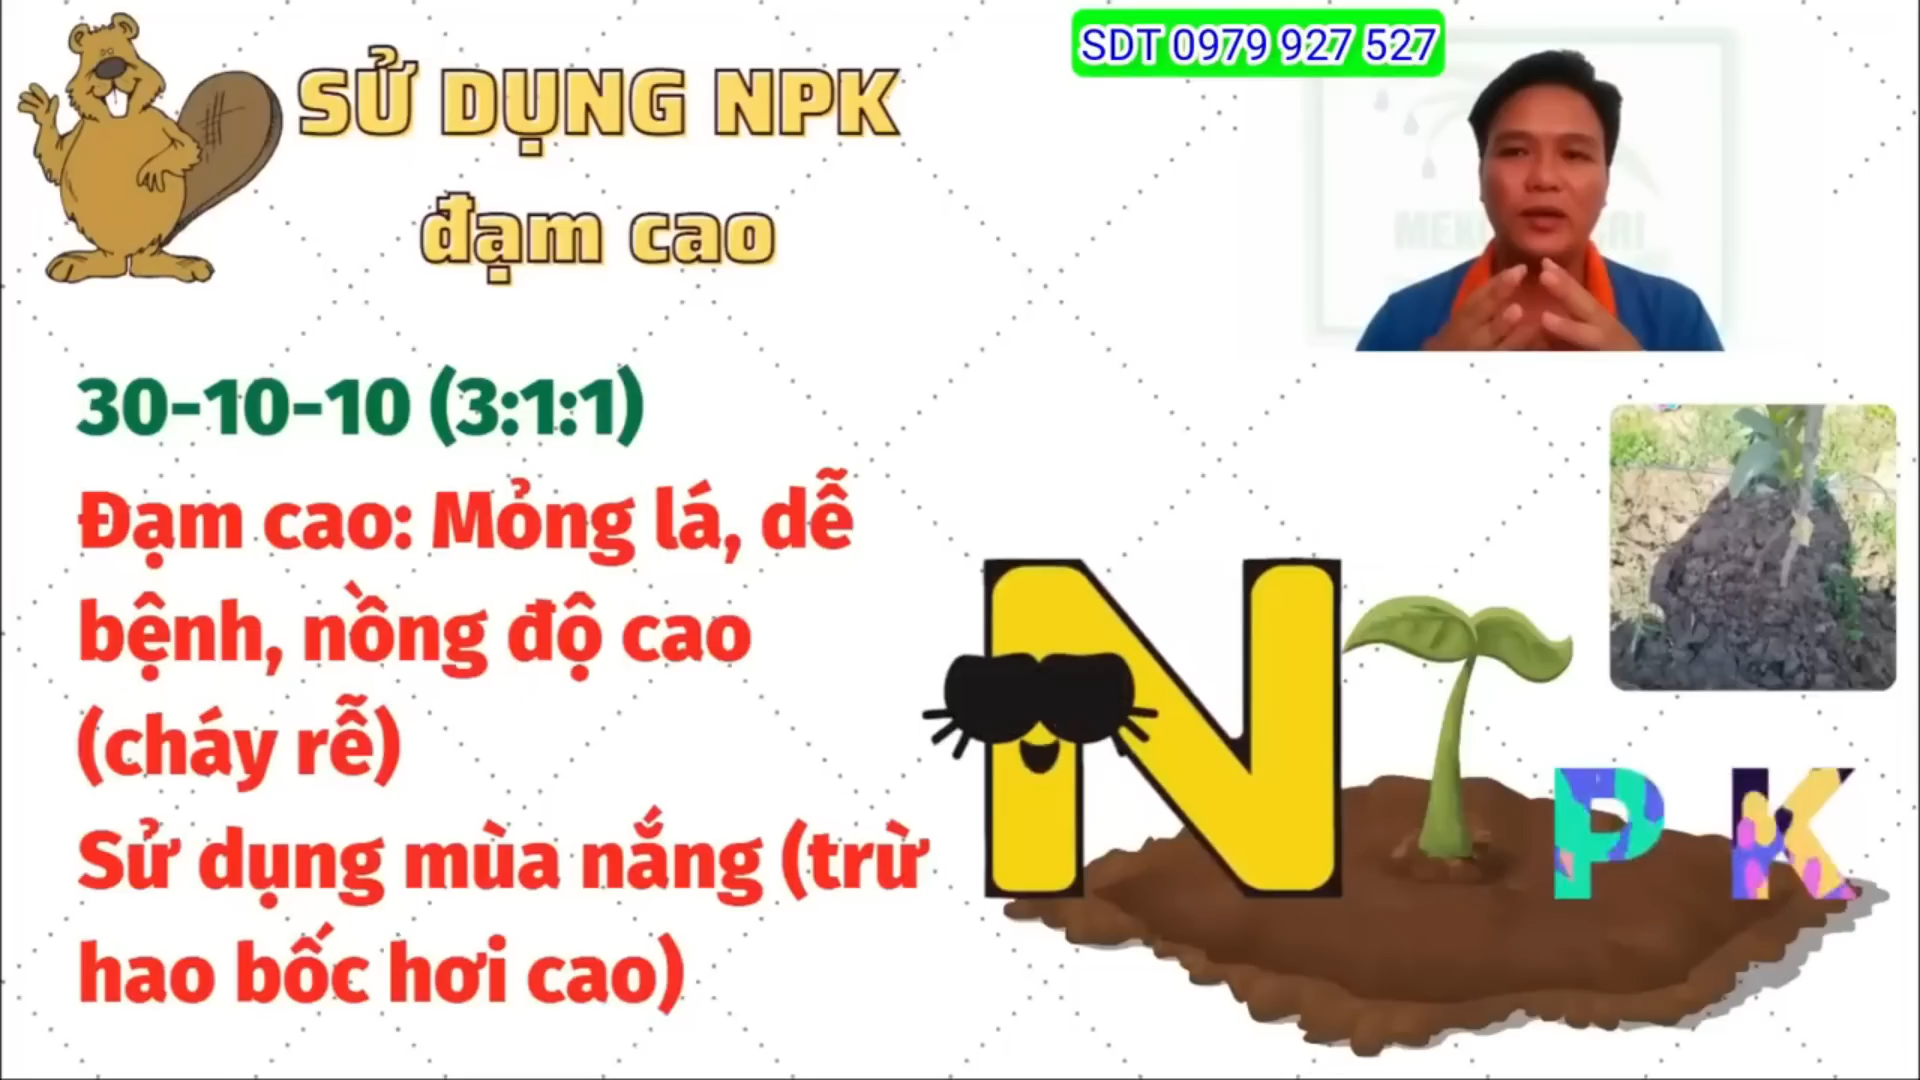 SDT 0979 927 527
SỬ DỤNG NPK
đạm cao
30-10-10 (3:1:1)
Đạm cao: Mỏng lá, dễ
bệnh, nồng độ cao
(cháy rễ)
Sử dụng mùa nắng (trừ
hao bốc hơi cao)
N P K